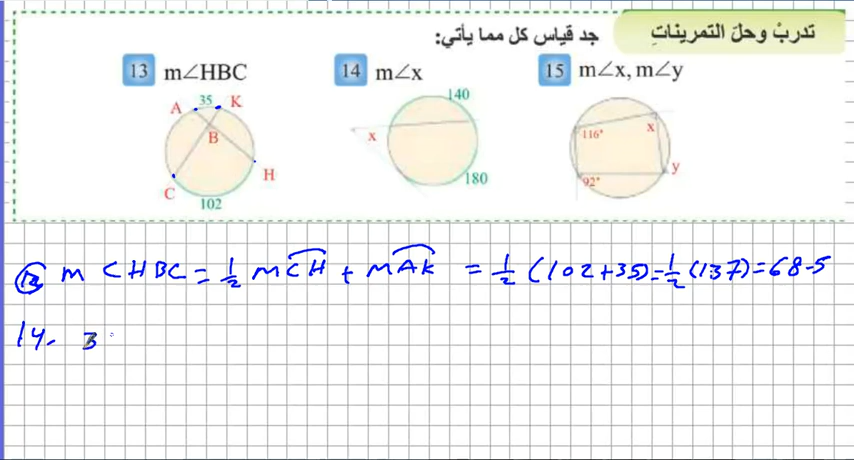 تدربْ وحلَ التمريناتِ
جد قياس كل مما يأتي:
13 m∠HBC
14 m∠x
15 m∠x, m∠y
A 35 K
B
H
C
102
140
x
180
116°
x
y
92°
13 m ∠HBC = 1/2 mCH + mAK = 1/2 (102+35) = 1/2 (137) = 68.5
14. 3